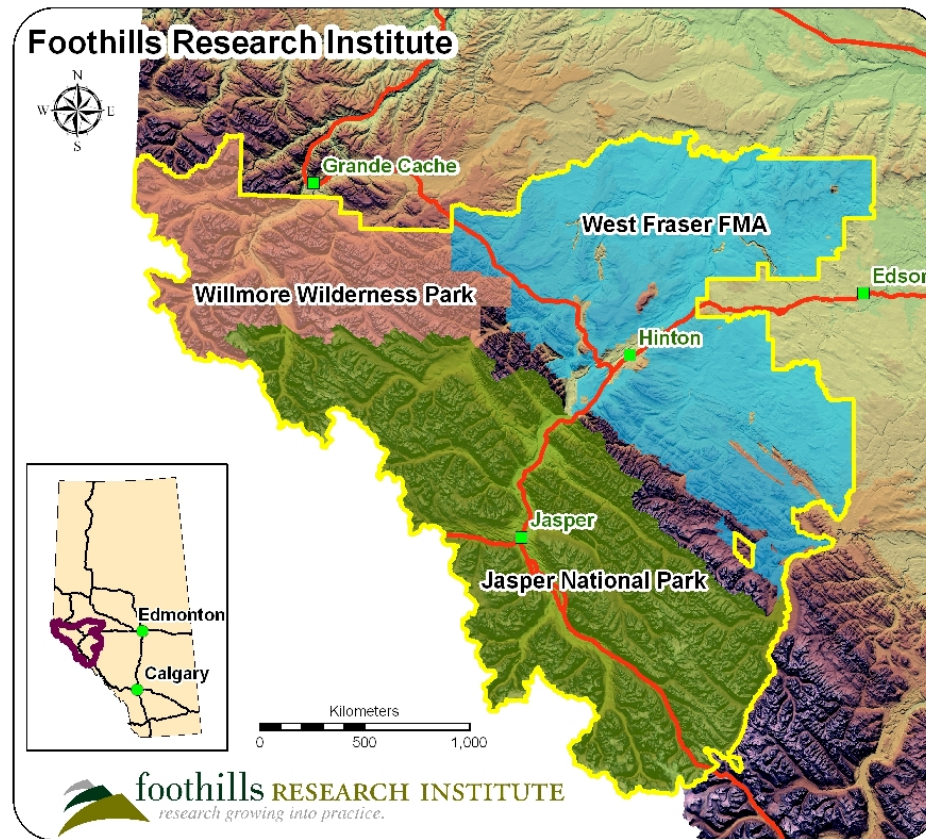 Foothills Research Institute
N
W E
S
Grande Cache
West Fraser FMA
Edson
Willmore Wilderness Park
Hinton
Jasper
Jasper National Park
Edmonton
Calgary
Kilometers
0 500 1,000
foothills RESEARCH INSTITUTE
research growing into practice.